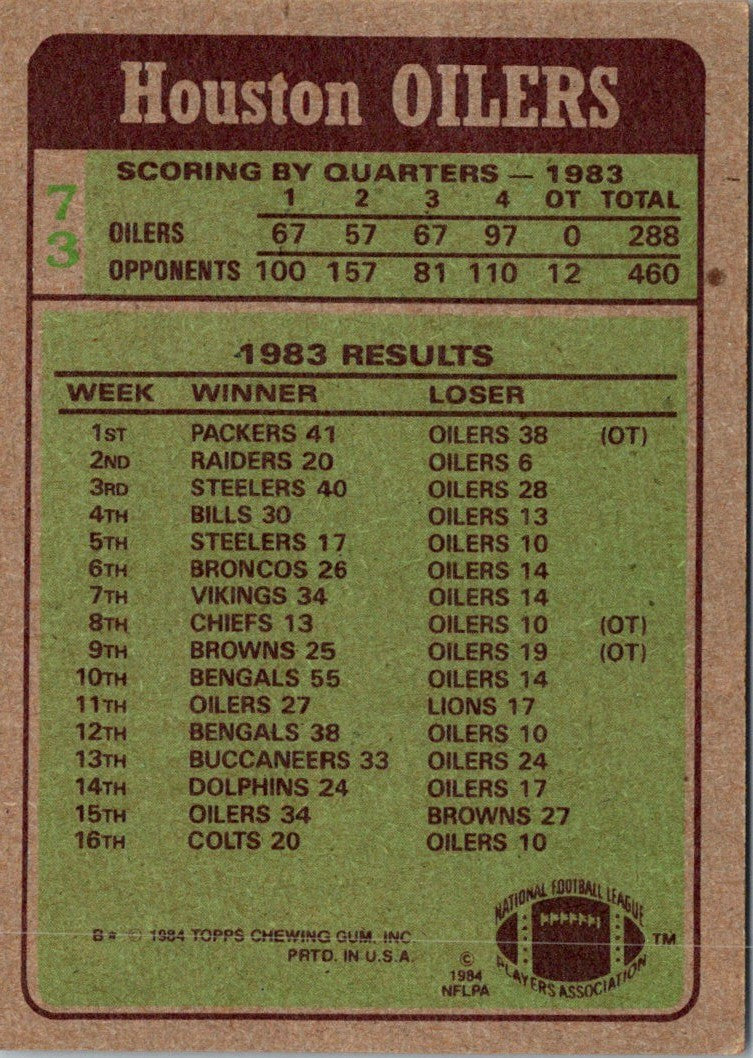 Houston OILERS
73
SCORING BY QUARTERS — 1983
1 2 3 4 OT TOTAL
OILERS 67 57 67 97 0 288
OPPONENTS 100 157 81 110 12 460
1983 RESULTS
WEEK WINNER LOSER
1ST PACKERS 41 OILERS 38 (OT)
2ND RAIDERS 20 OILERS 6
3RD STEELERS 40 OILERS 28
4TH BILLS 30 OILERS 13
5TH STEELERS 17 OILERS 10
6TH BRONCOS 26 OILERS 14
7TH VIKINGS 34 OILERS 14
8TH CHIEFS 13 OILERS 10 (OT)
9TH BROWNS 25 OILERS 19 (OT)
10TH BENGALS 55 OILERS 14
11TH OILERS 27 LIONS 17
12TH BENGALS 38 OILERS 10
13TH BUCCANEERS 33 OILERS 24
14TH DOLPHINS 24 OILERS 17
15TH OILERS 34 BROWNS 27
16TH COLTS 20 OILERS 10
B* © 1984 TOPPS CHEWING GUM, INC.
PRTD. IN U.S.A.
© 1984 NFLPA
NATIONAL FOOTBALL LEAGUE
PLAYERS ASSOCIATION
TM